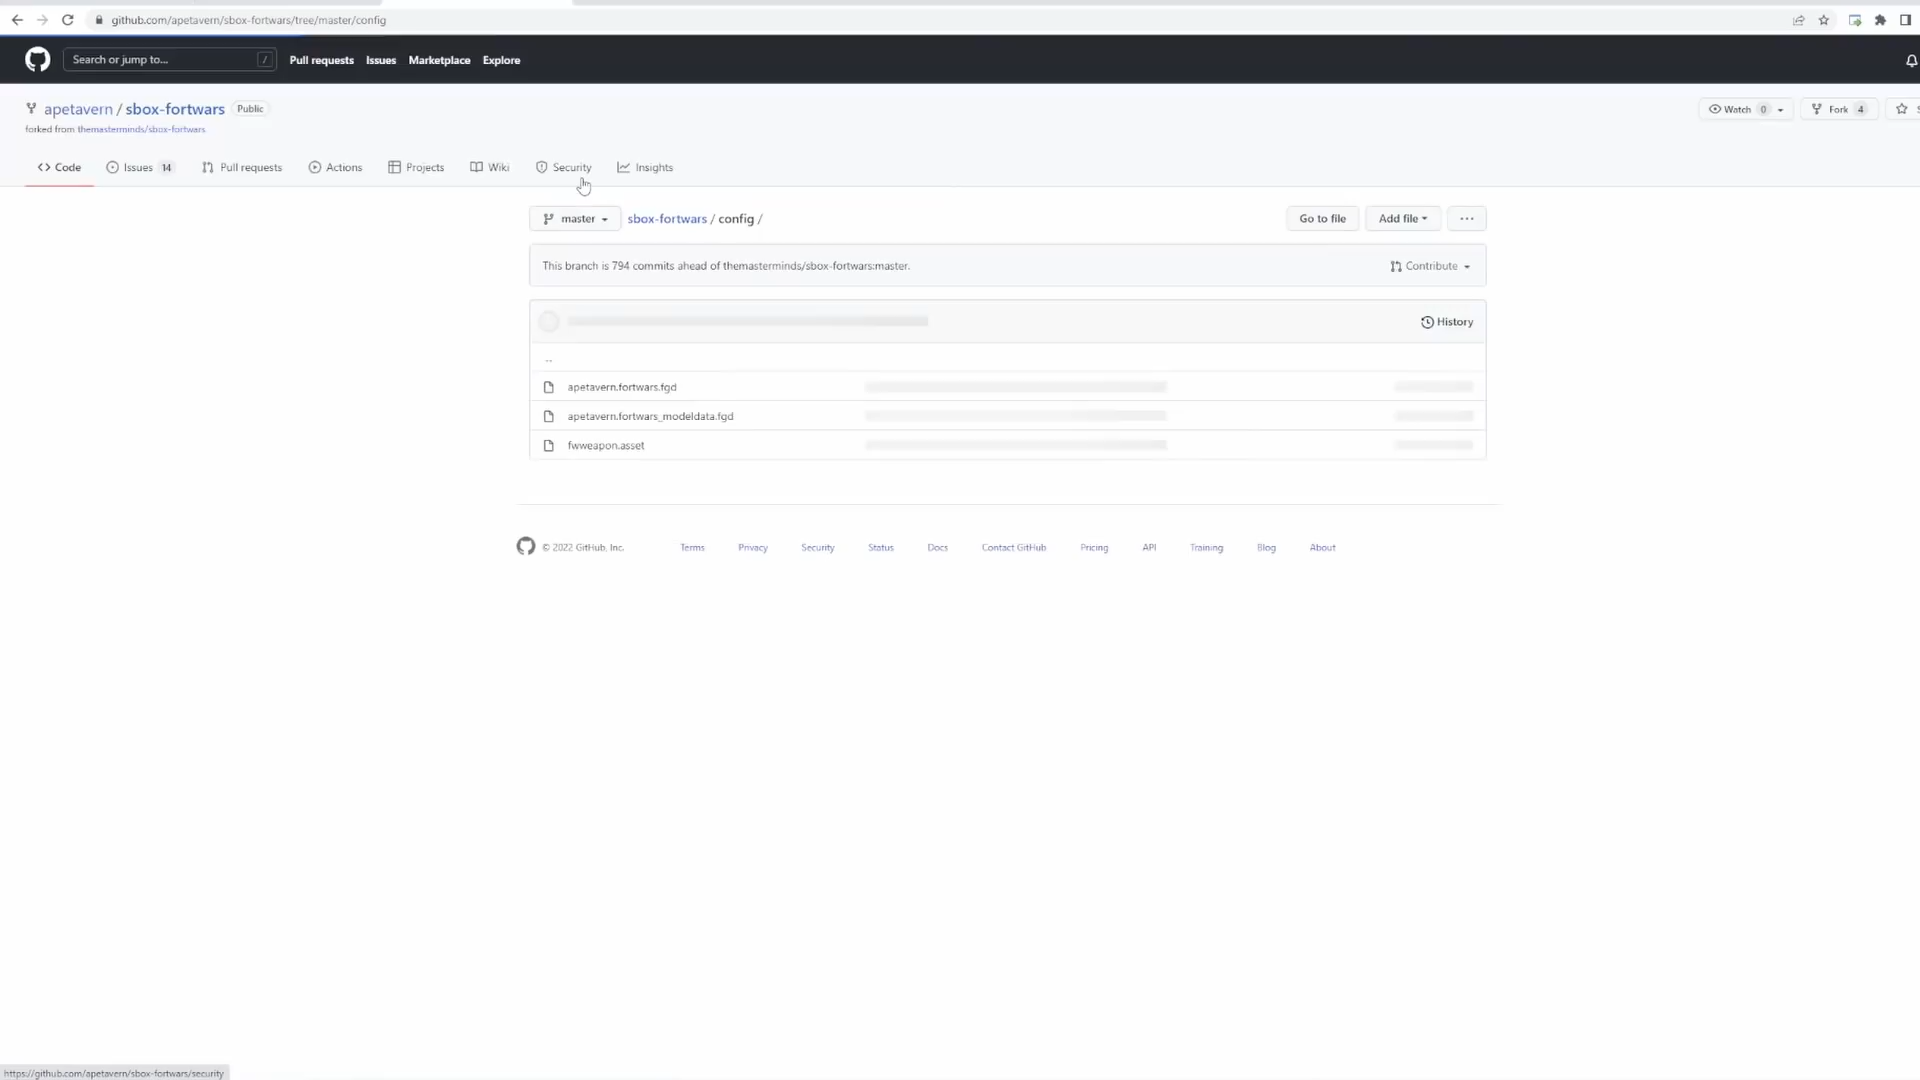 github.com/apetavern/sbox-fortwars/tree/master/config
Search or jump to... /
Pull requests
Issues
Marketplace
Explore
apetavern / sbox-fortwars Public
forked from themasterminds/sbox-fortwars
Watch 0
Fork 4
Code
Issues 14
Pull requests
Actions
Projects
Wiki
Security
Insights
master
sbox-fortwars / config /
Go to file
Add file
...
This branch is 794 commits ahead of themasterminds/sbox-fortwars:master.
Contribute
History
..
apetavern.fortwars.fgd
apetavern.fortwars_modeldata.fgd
fwweapon.asset
© 2022 GitHub, Inc.
Terms
Privacy
Security
Status
Docs
Contact GitHub
Pricing
API
Training
Blog
About
https://github.com/apetavern/sbox-fortwars/security